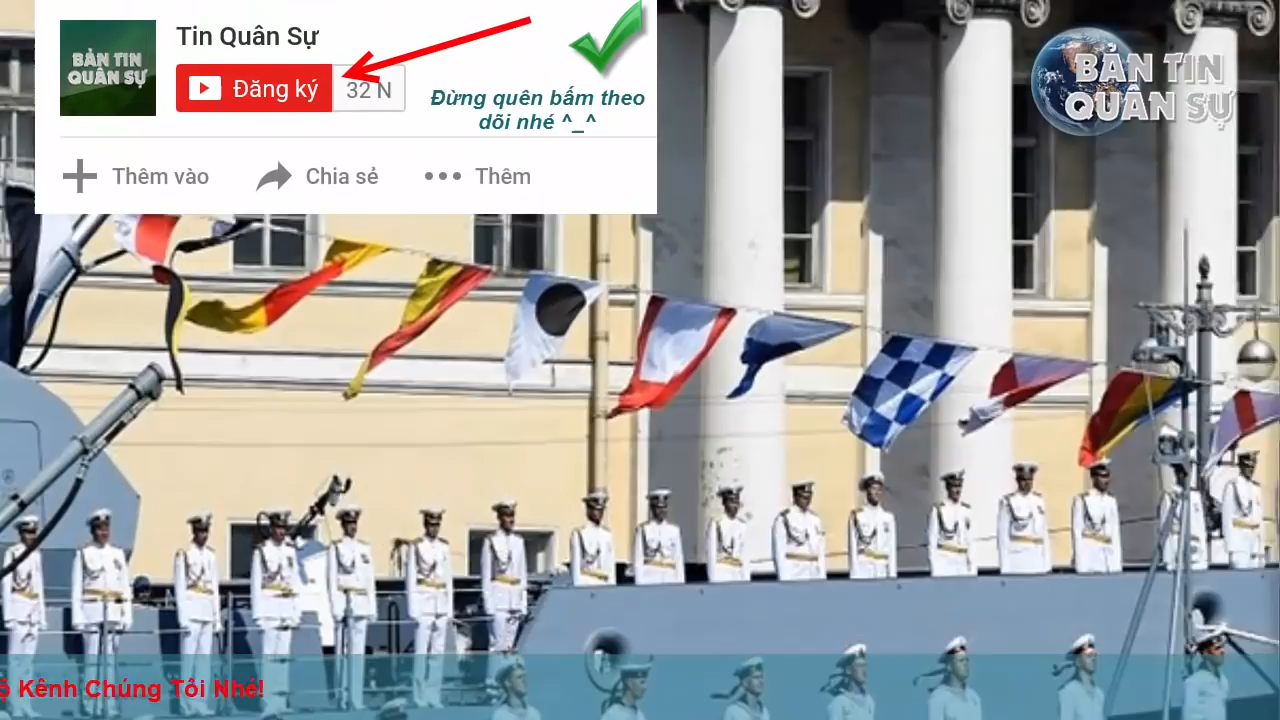 Tin Quân Sự
BẢN TIN
QUÂN SỰ
Đăng ký
32 N
Đừng quên bấm theo
dõi nhé ^_^
Thêm vào
Chia sẻ
Thêm
BẢN TIN
QUÂN SỰ
Kênh Chúng Tôi Nhé!